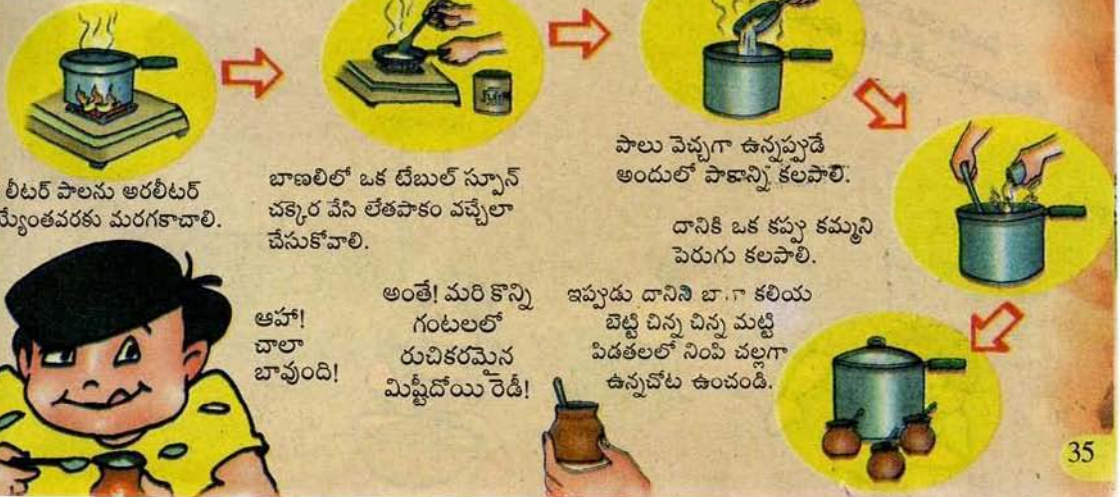 లీటర్ పాలను అరలీటర్
య్యేంతవరకు మరగకాచాలి.
బాణలిలో ఒక టేబుల్ స్పూన్
చక్కెర వేసి లేతపాకం వచ్చేలా
చేసుకోవాలి.
పాలు వెచ్చగా ఉన్నప్పుడే
అందులో పాకాన్ని కలపాలి.
దానికి ఒక కప్పు కమ్మని
పెరుగు కలపాలి.
ఇప్పుడు దానిని బాగా కలియ
బెట్టి చిన్న చిన్న మట్టి
పిడతలలో నింపి చల్లగా
ఉన్నచోట ఉంచండి.
అంతే! మరి కొన్ని
గంటలలో
రుచికరమైన
మిష్టీదోయి రెడీ!
ఆహా!
చాలా
బావుంది!
35